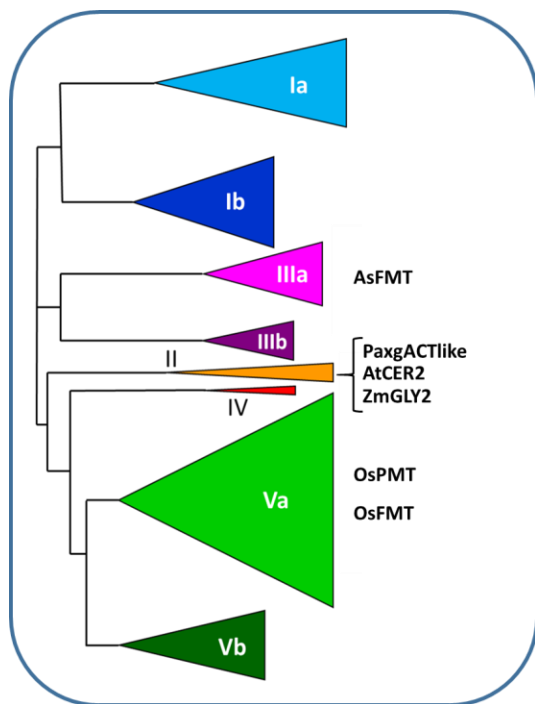 Ia
Ib
IIIa
AsFMT
IIIb
II
PaxgACTlike
AtCER2
ZmGLY2
IV
Va
OsPMT
OsFMT
Vb